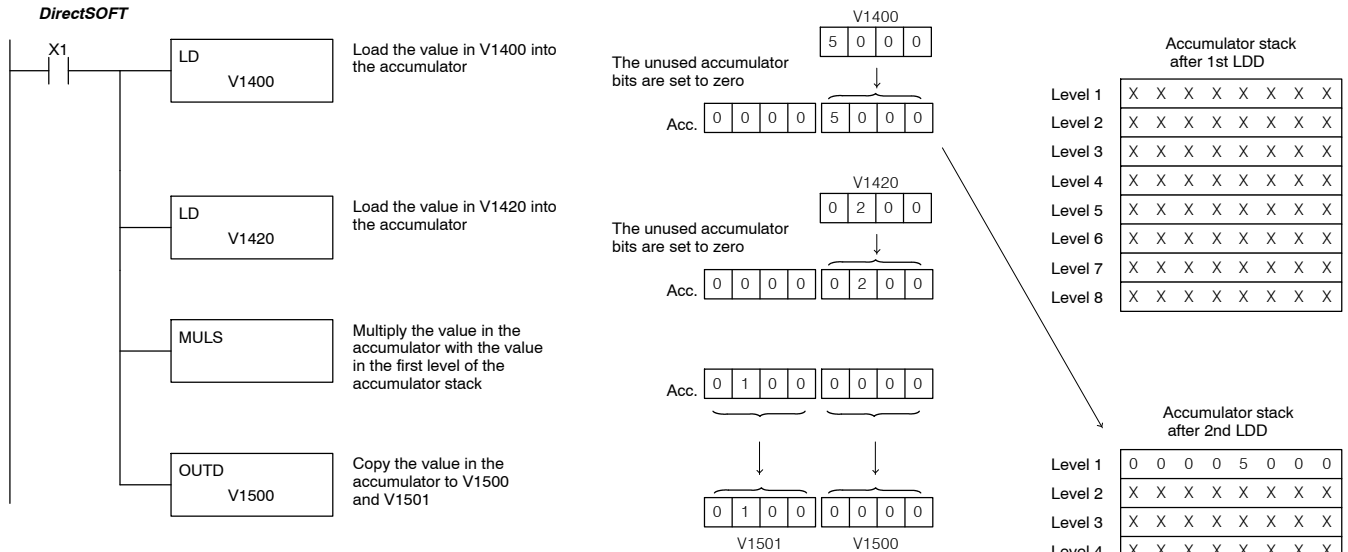 DirectSOFT
X1
LD
V1400
Load the value in V1400 into
the accumulator
LD
V1420
Load the value in V1420 into
the accumulator
MULS
Multiply the value in the
accumulator with the value
in the first level of the
accumulator stack
OUTD
V1500
Copy the value in the
accumulator to V1500
and V1501
V1400
5 0 0 0
The unused accumulator
bits are set to zero
Acc. 0 0 0 0 5 0 0 0
V1420
0 2 0 0
The unused accumulator
bits are set to zero
Acc. 0 0 0 0 0 2 0 0
Acc. 0 1 0 0 0 0 0 0
0 1 0 0 0 0 0 0
V1501 V1500
Accumulator stack
after 1st LDD
Level 1 X X X X X X X X
Level 2 X X X X X X X X
Level 3 X X X X X X X X
Level 4 X X X X X X X X
Level 5 X X X X X X X X
Level 6 X X X X X X X X
Level 7 X X X X X X X X
Level 8 X X X X X X X X
Accumulator stack
after 2nd LDD
Level 1 0 0 0 0 5 0 0 0
Level 2 X X X X X X X X
Level 3 X X X X X X X X
Level 4 X X X X X X X X